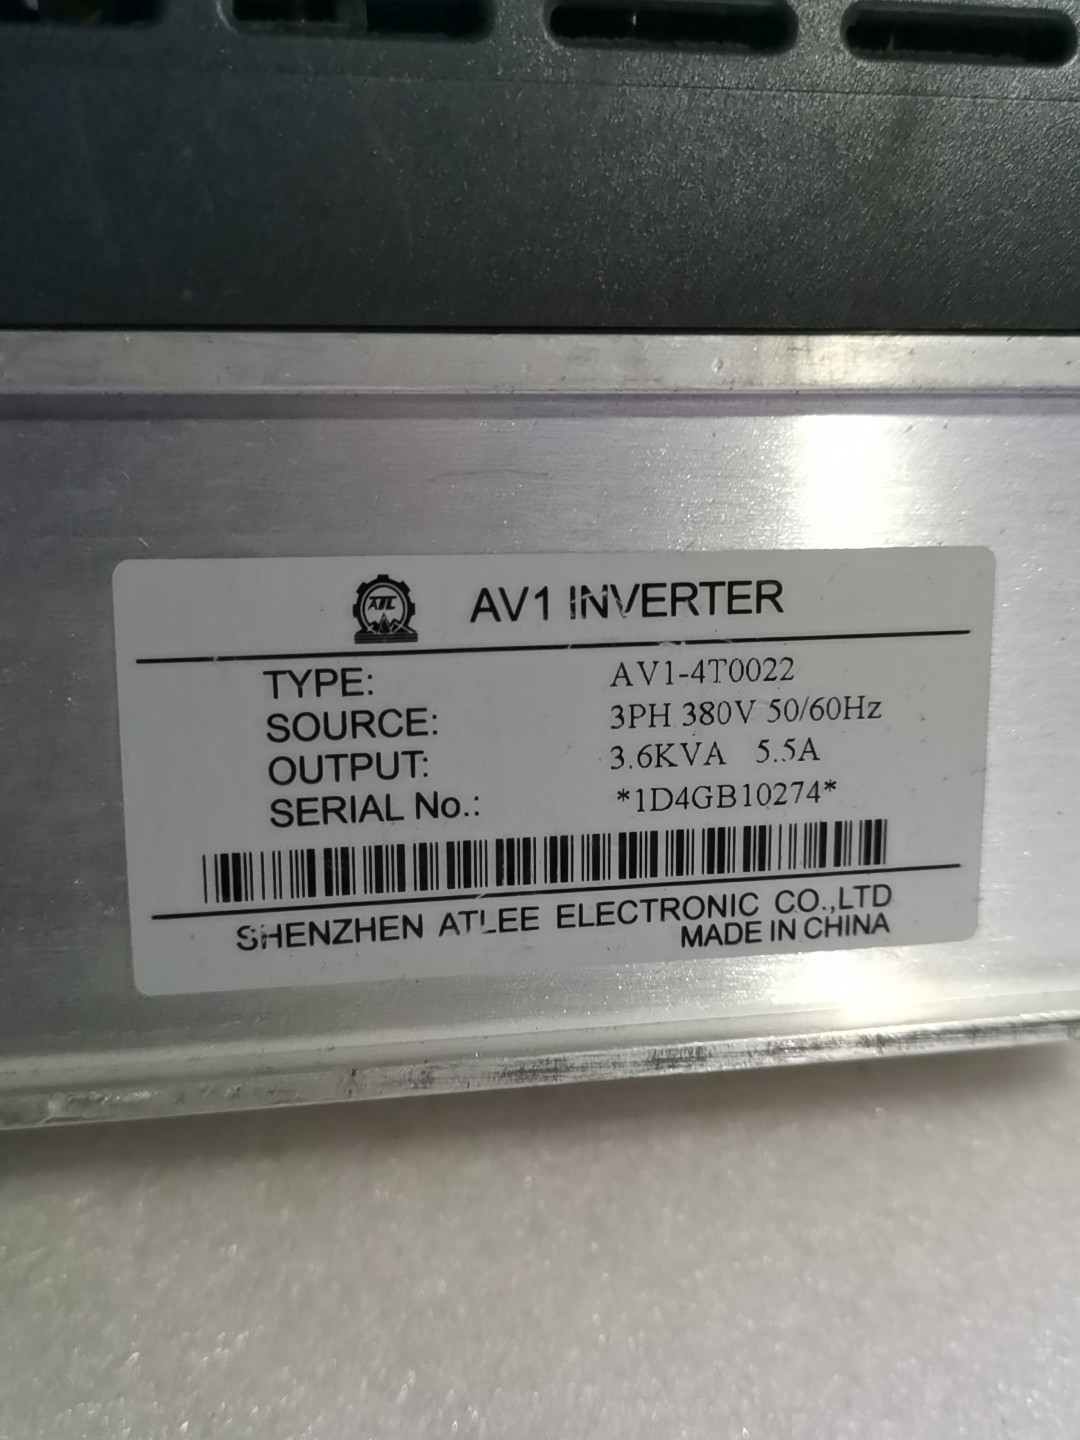 ATL
AV1 INVERTER
TYPE: AV1-4T0022
SOURCE: 3PH 380V 50/60Hz
OUTPUT: 3.6KVA 5.5A
SERIAL No.: *1D4GB10274*
SHENZHEN ATLEE ELECTRONIC CO.,LTD
MADE IN CHINA